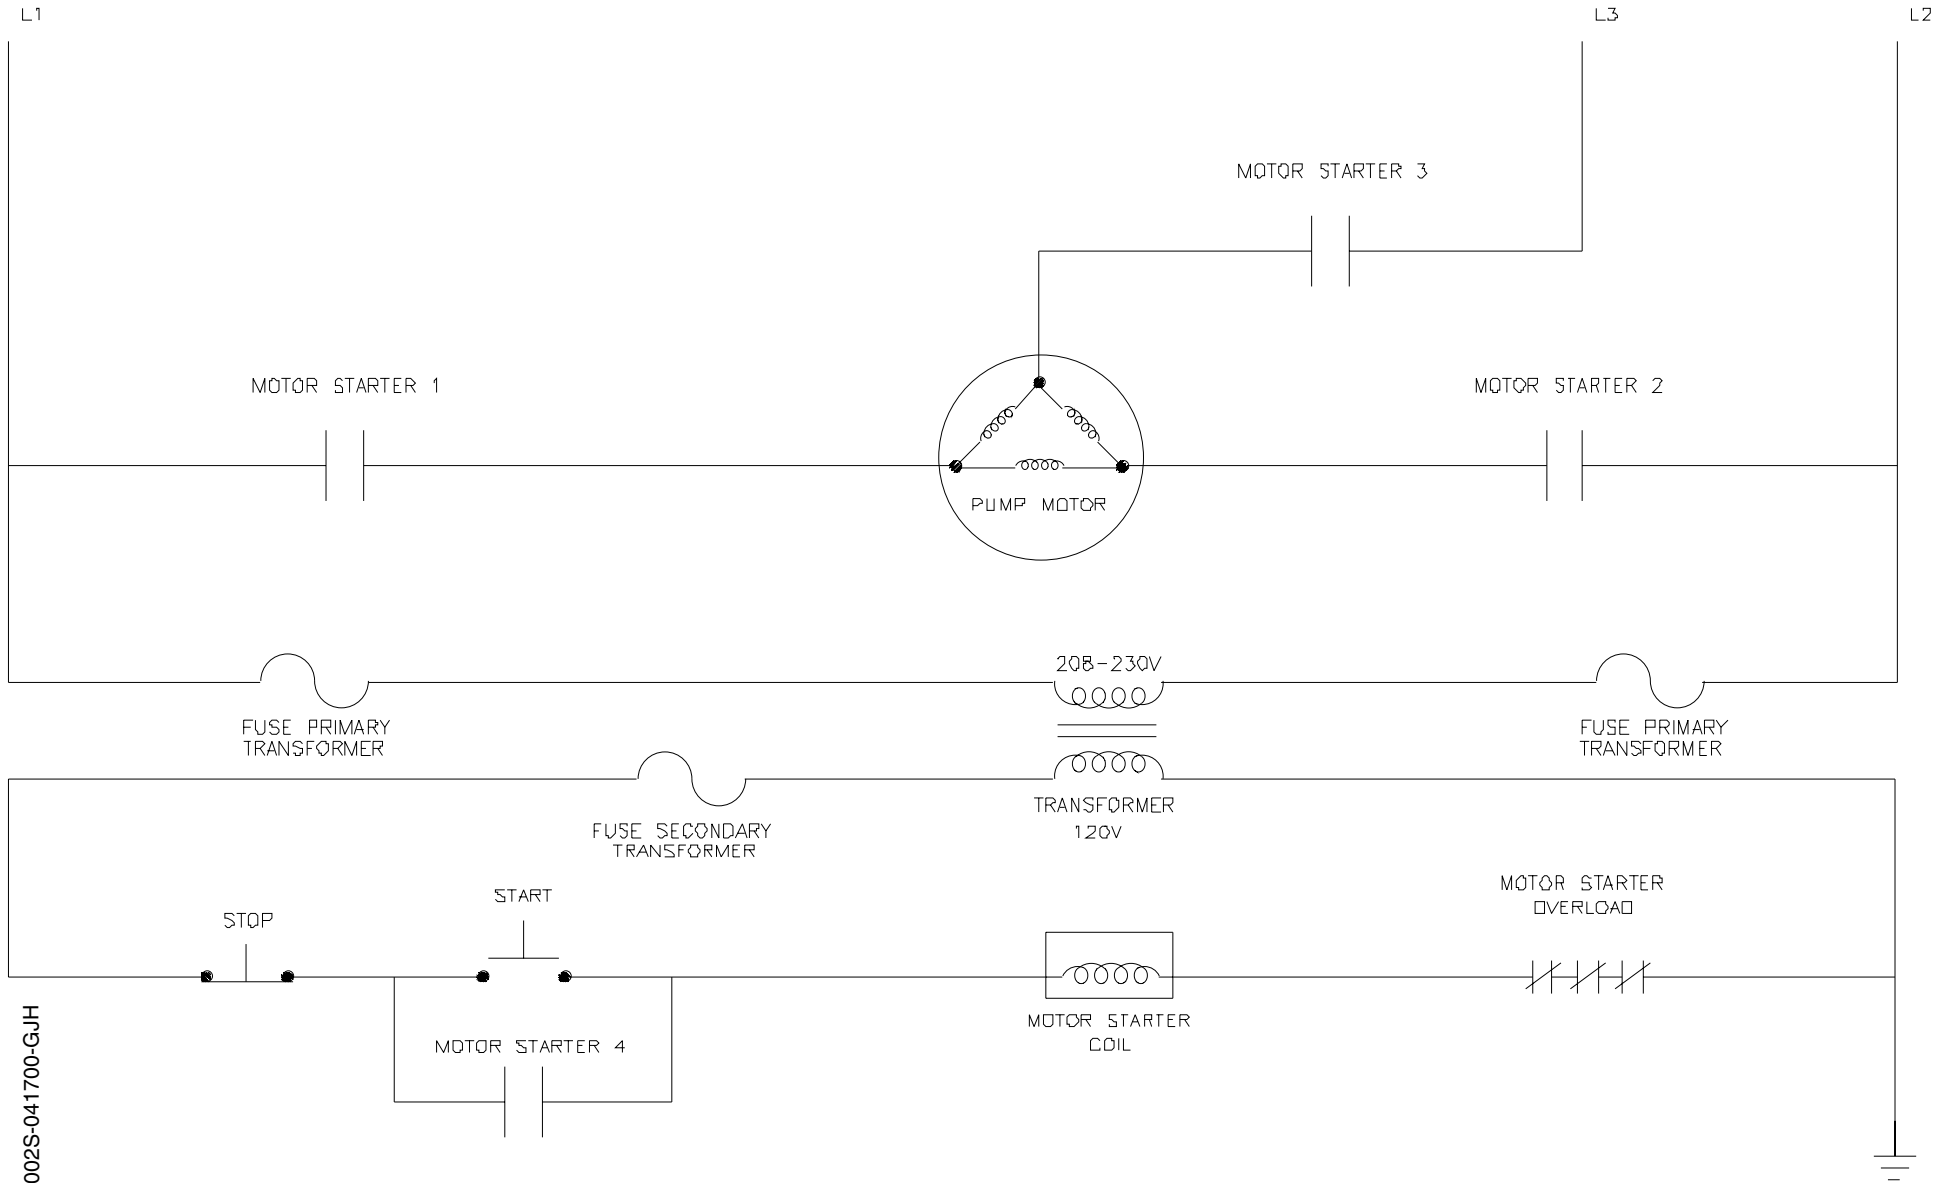 L1
L3
L2
MOTOR STARTER 3
MOTOR STARTER 1
MOTOR STARTER 2
PUMP MOTOR
208-230V
FUSE PRIMARY
TRANSFORMER
FUSE PRIMARY
TRANSFORMER
TRANSFORMER
120V
FUSE SECONDARY
TRANSFORMER
START
STOP
MOTOR STARTER
OVERLOAD
MOTOR STARTER
COIL
MOTOR STARTER 4
002S-041700-GJH